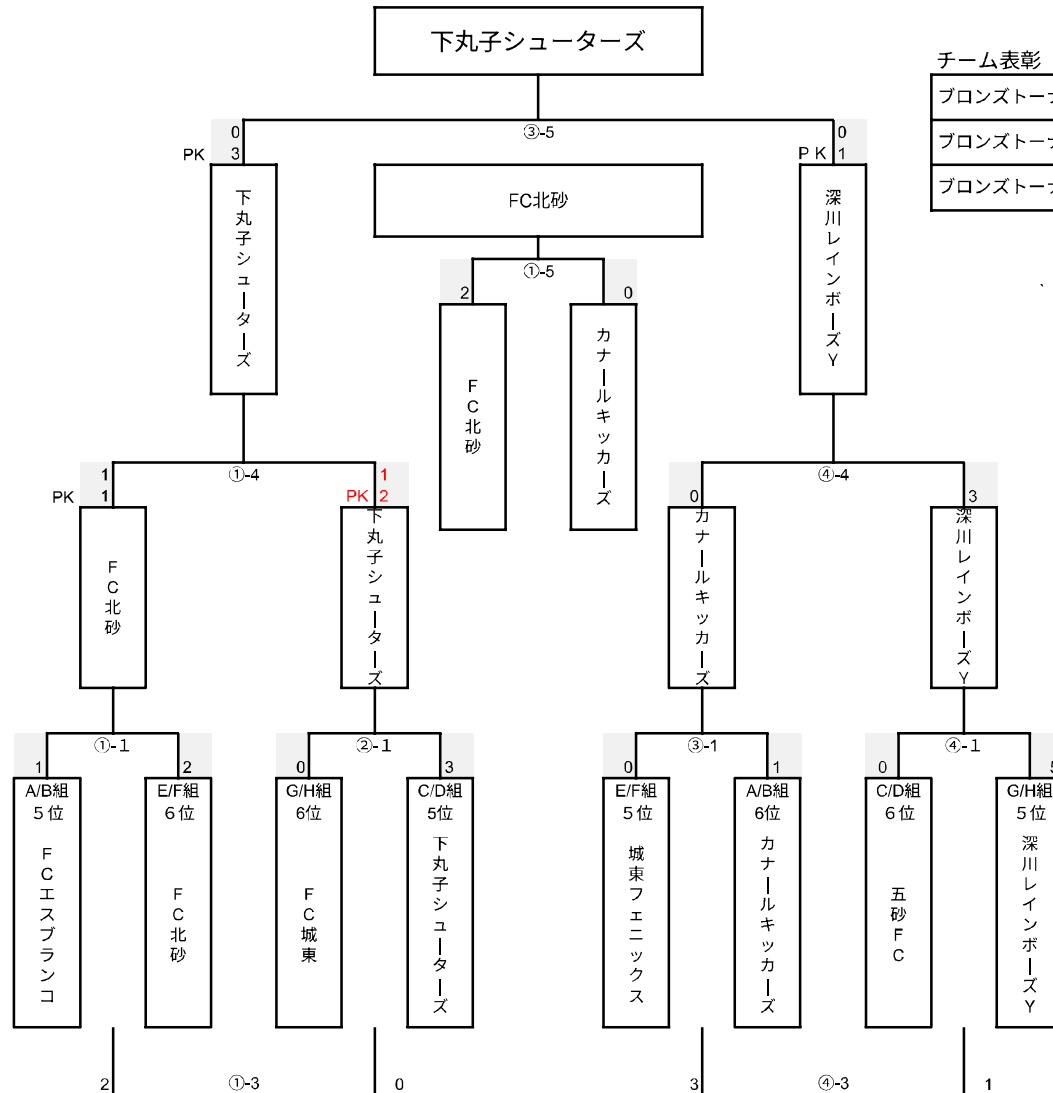 下丸子シューターズ
チーム表彰
ブロンズトーナ
ブロンズトーナ
ブロンズトーナ
0 ③-5 0
PK 3 ＰＫ 1
下丸子シューターズ
FC北砂
深川レインボーズＹ
①-5
2 0
ＦＣ北砂
カナールキッカーズ
、
1 ①-4 1
PK 1 PK 2
0 ④-4 3
ＦＣ北砂
下丸子シューターズ
カナールキッカーズ
深川レインボーズＹ
①-１ ②-1 ③-1 ④-1
1 2 0 3 0 1 0 5
A/B組 E/F組 G/H組 C/D組 E/F組 A/B組 C/D組 G/H組
５位 ６位 6位 5位 ５位 6位 ６位 ５位
ＦＣエスブランコ
ＦＣ北砂
ＦＣ城東
下丸子シューターズ
城東フェニックス
カナールキッカーズ
五砂ＦＣ
深川レインボーズＹ
2 ①-3 0 3 ④-3 1